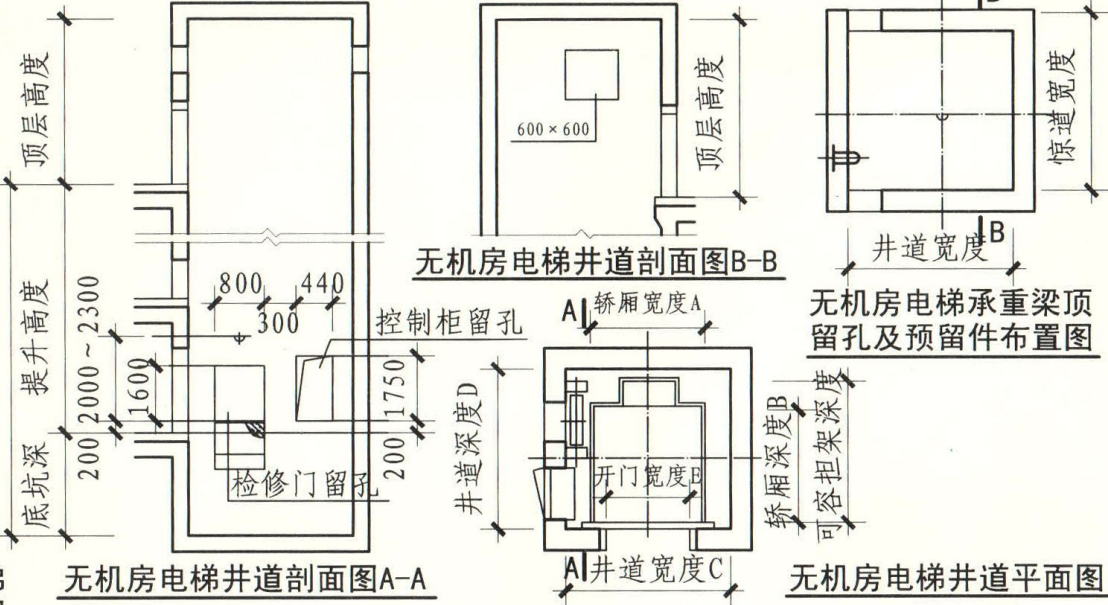 顶层高度
提升高度
底坑深
2000～2300
1600
200
800
440
300
控制柜留孔
1750
200
检修门留孔
无机房电梯井道剖面图A-A
600×600
顶层高度
无机房电梯井道剖面图B-B
惊道宽度
B
井道宽度
无机房电梯承重梁顶
留孔及预留件布置图
A
轿厢宽度A
井道深度D
开门宽度E
轿厢深度B
可容担架深度
A
井道宽度C
无机房电梯井道平面图